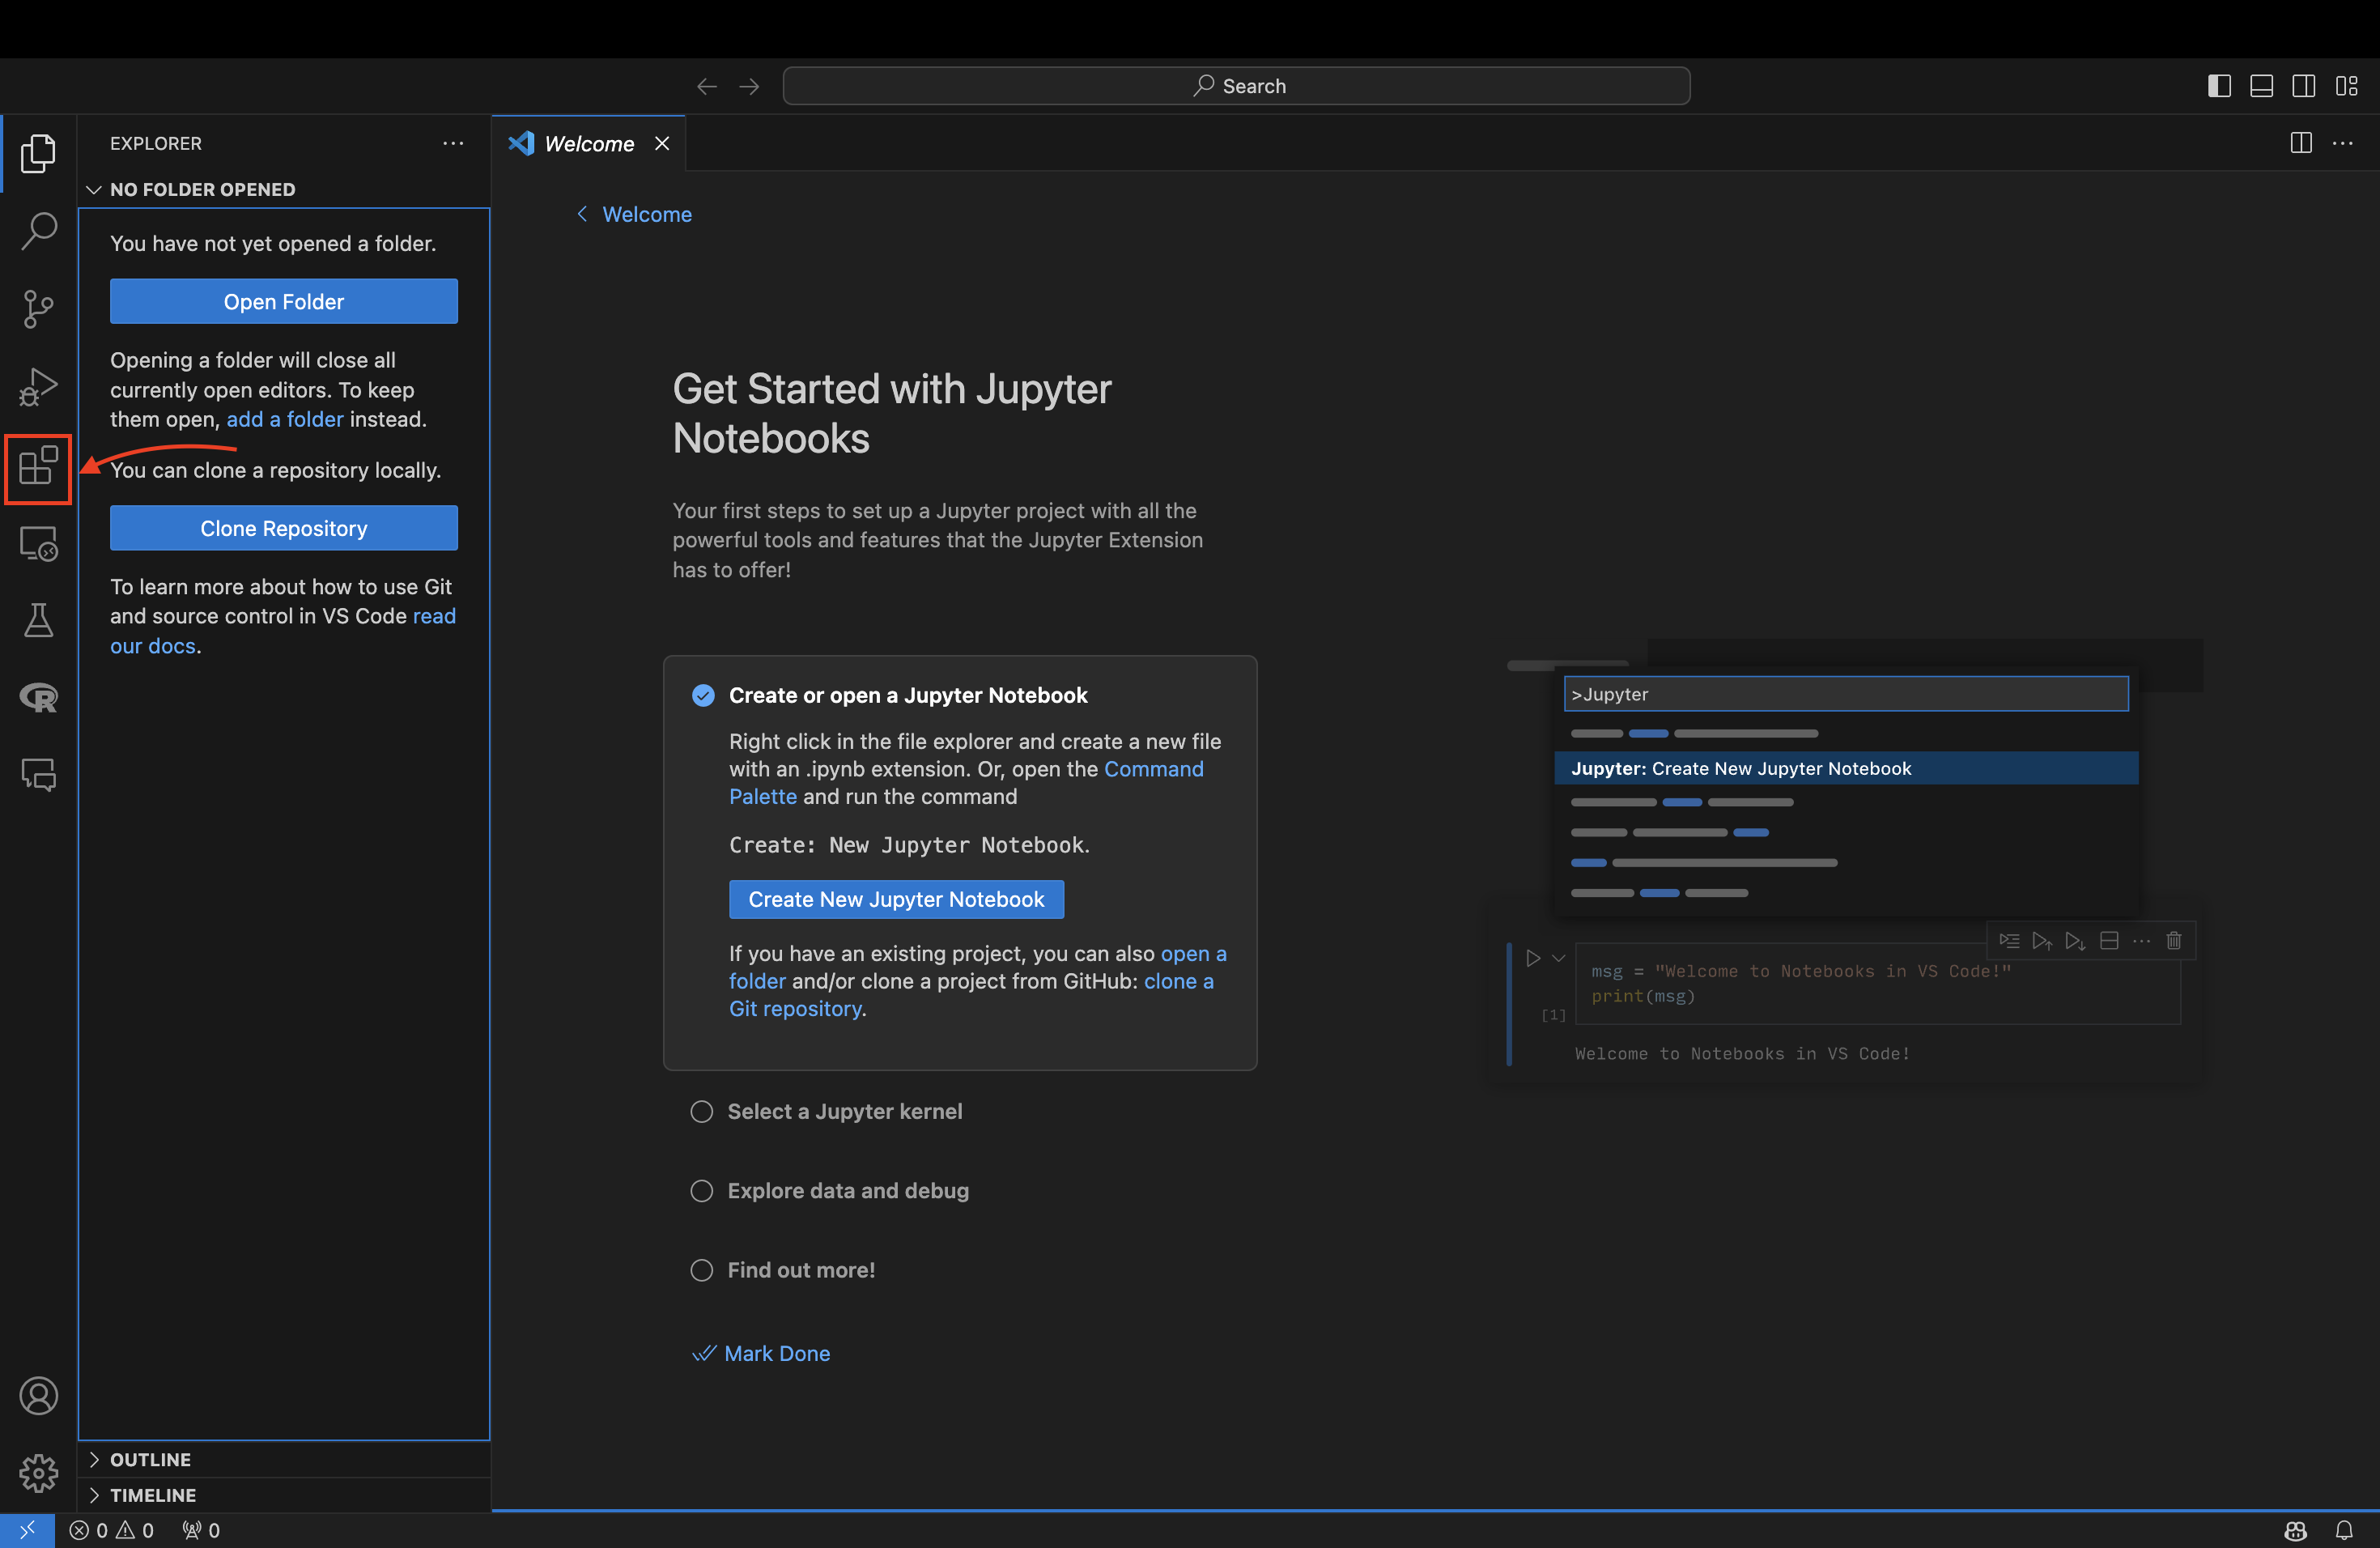 Search
EXPLORER
Welcome
NO FOLDER OPENED
You have not yet opened a folder.
Open Folder
Opening a folder will close all
currently open editors. To keep
them open, add a folder instead.
You can clone a repository locally.
Clone Repository
To learn more about how to use Git
and source control in VS Code read
our docs.
OUTLINE
TIMELINE
Welcome
Get Started with Jupyter
Notebooks
Your first steps to set up a Jupyter project with all the
powerful tools and features that the Jupyter Extension
has to offer!
Create or open a Jupyter Notebook
Right click in the file explorer and create a new file
with an .ipynb extension. Or, open the Command
Palette and run the command
Create: New Jupyter Notebook.
Create New Jupyter Notebook
If you have an existing project, you can also open a
folder and/or clone a project from GitHub: clone a
Git repository.
Select a Jupyter kernel
Explore data and debug
Find out more!
Mark Done
>Jupyter
Jupyter: Create New Jupyter Notebook
msg = "Welcome to Notebooks in VS Code!"
print(msg)
[1]
Welcome to Notebooks in VS Code!
R
0 0 0